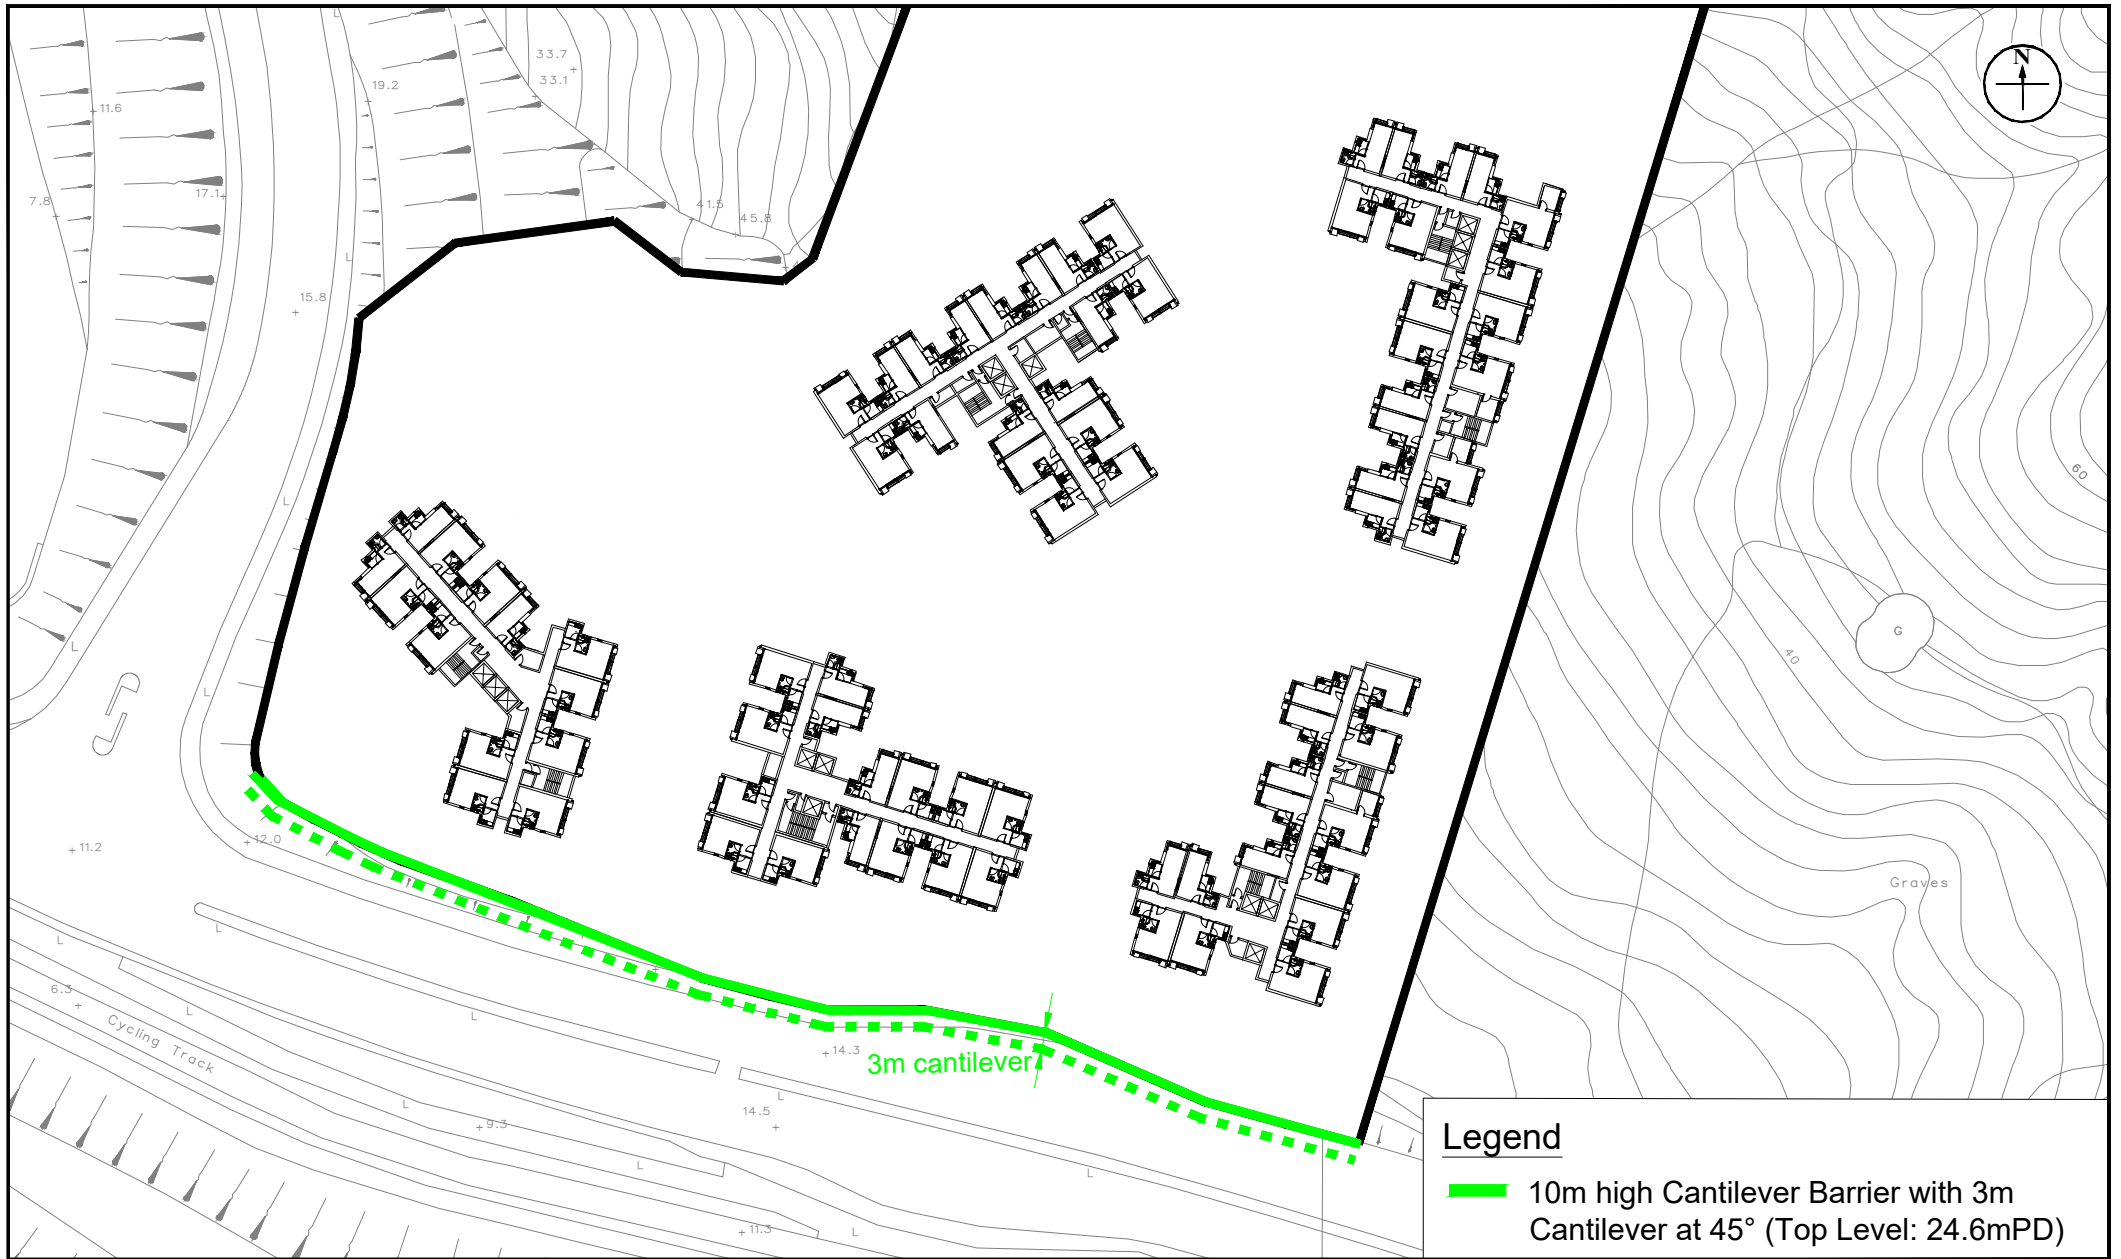 33.7
33.1
N
19.2
11.6
17.1
7.8
41.5
45.8
15.8
60
G
40
L
L
L
L
L
12.0
11.2
Graves
L
L
6.3
L
L
Cycling Track
14.3
3m cantilever
L
14.5
L
9.3
L
L
11.3
L
Legend
10m high Cantilever Barrier with 3m
Cantilever at 45° (Top Level: 24.6mPD)